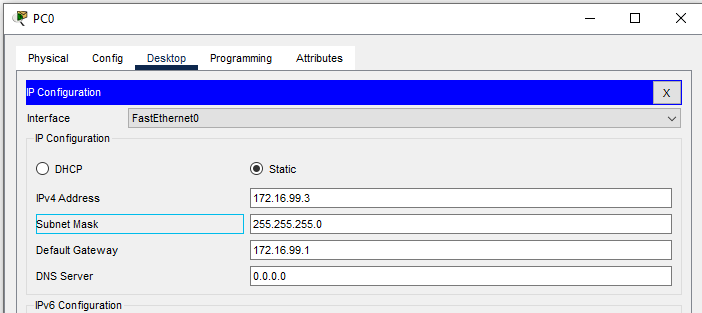 PC0
Physical Config Desktop Programming Attributes
IP Configuration X
Interface FastEthernet0
IP Configuration
DHCP Static
IPv4 Address 172.16.99.3
Subnet Mask 255.255.255.0
Default Gateway 172.16.99.1
DNS Server 0.0.0.0
IPv6 Configuration